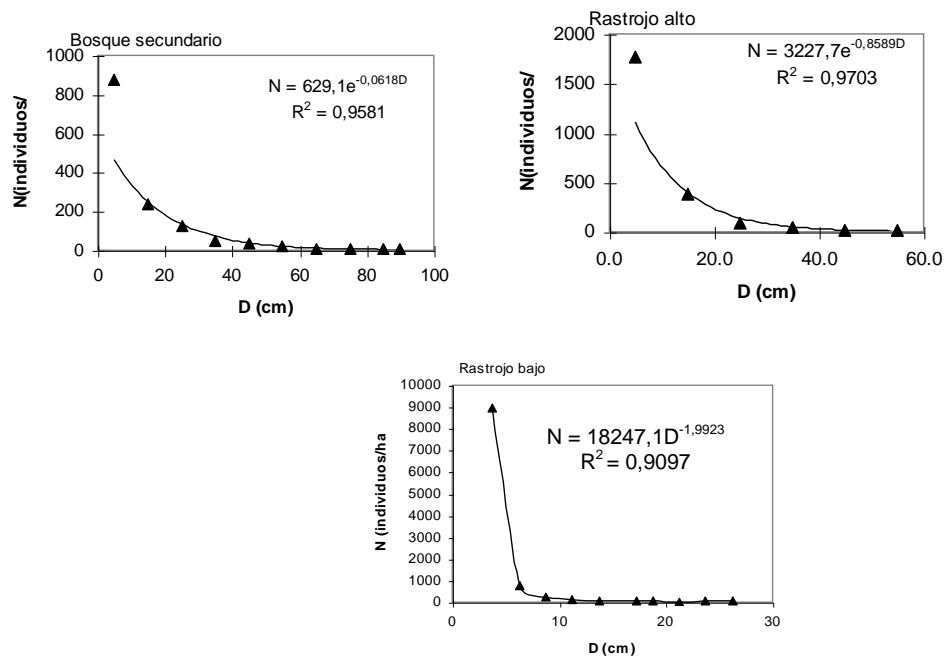 Bosque secundario
1000
800
600
400
200
0
N(individuos/
N = 629,1e^-0,0618D
R² = 0,9581
0 20 40 60 80 100
D (cm)
Rastrojo alto
2000
1500
1000
500
0
N(individuos/
N = 3227,7e^-0,8589D
R² = 0,9703
0.0 20.0 40.0 60.0
D (cm)
Rastrojo bajo
10000
9000
8000
7000
6000
5000
4000
3000
2000
1000
0
N (individuos/ha
N = 18247,1D^-1,9923
R² = 0,9097
0 10 20 30
D (cm)